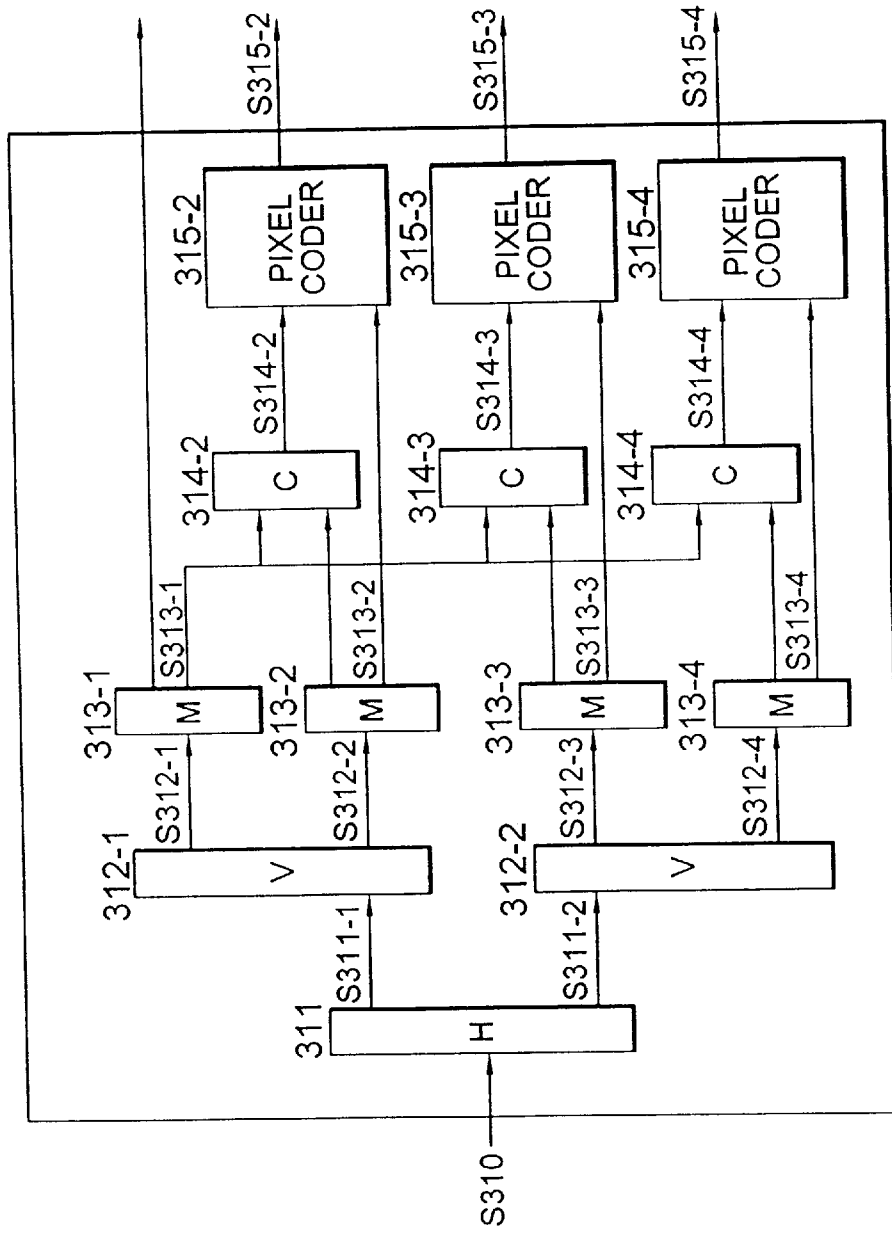 S310
311
H
S311-1
S311-2
312-1
V
312-2
V
S312-1
S312-2
S312-3
S312-4
313-1
M
313-2
M
313-3
M
313-4
M
S313-1
S313-2
S313-3
S313-4
314-2
C
314-3
C
314-4
C
S314-2
S314-3
S314-4
315-2
PIXEL
CODER
315-3
PIXEL
CODER
315-4
PIXEL
CODER
S315-2
S315-3
S315-4